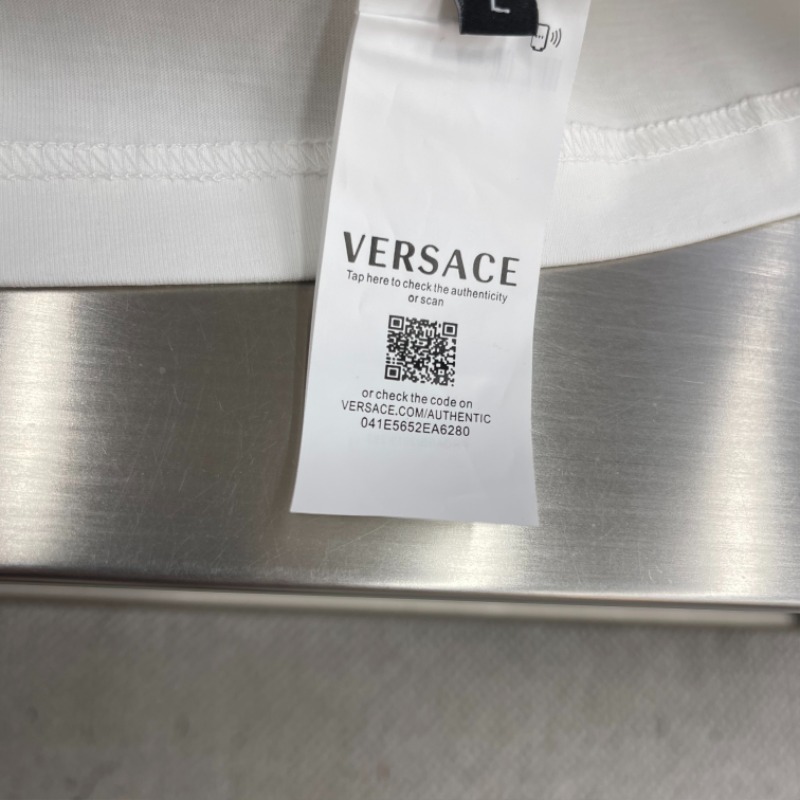 L
VERSACE
Tap here to check the authenticity
or scan
or check the code on
VERSACE.COM/AUTHENTIC
041E5652EA6280